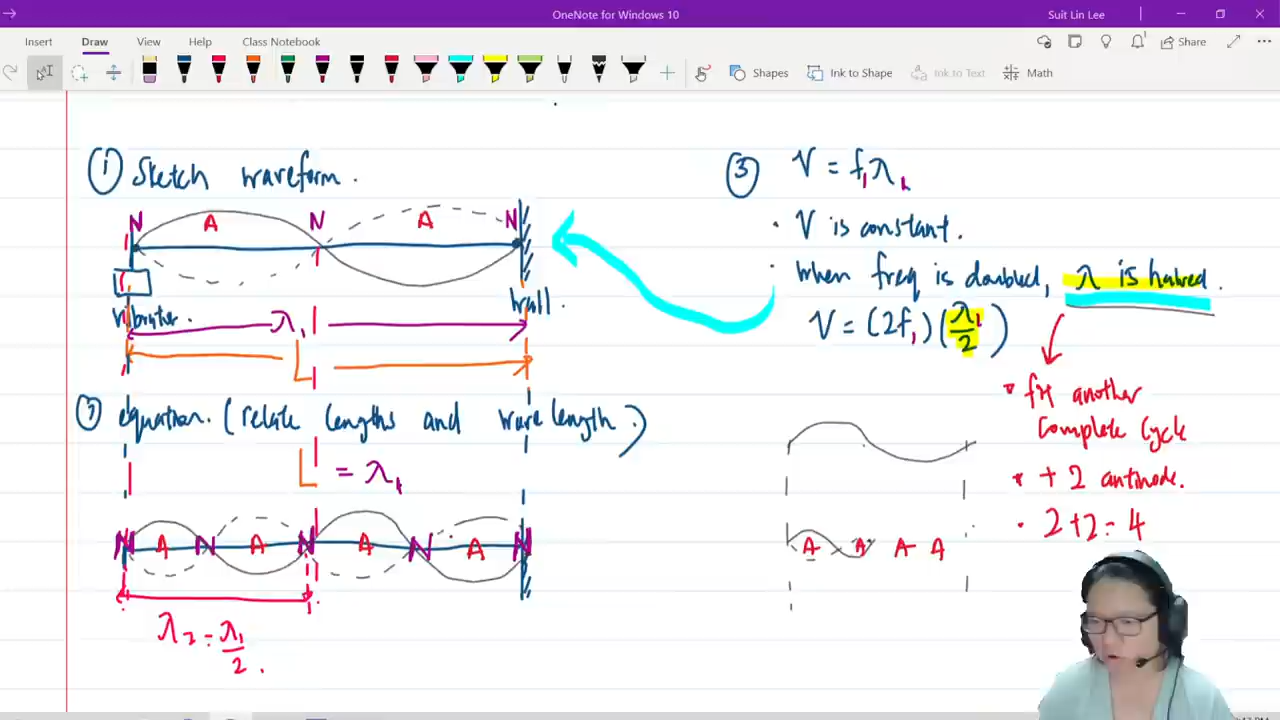 OneNote for Windows 10
Suit Lin Lee
Insert
Draw
View
Help
Class Notebook
Share
Shapes
Ink to Shape
Ink to Text
Math
① Sketch waveform.
N A N A N
vibrator.
wall.
λ1
L
② equation. (relate lengths and wavelength.)
L = λ1
N A N A N A N A N
λ2 = λ1/2.
③ V = f1λ1
· V is constant.
· When freq is doubled, λ is halved.
V = (2f1)(λ1/2)
· fit another
complete cycle
· + 2 antinode.
· 2+2=4
A A A A